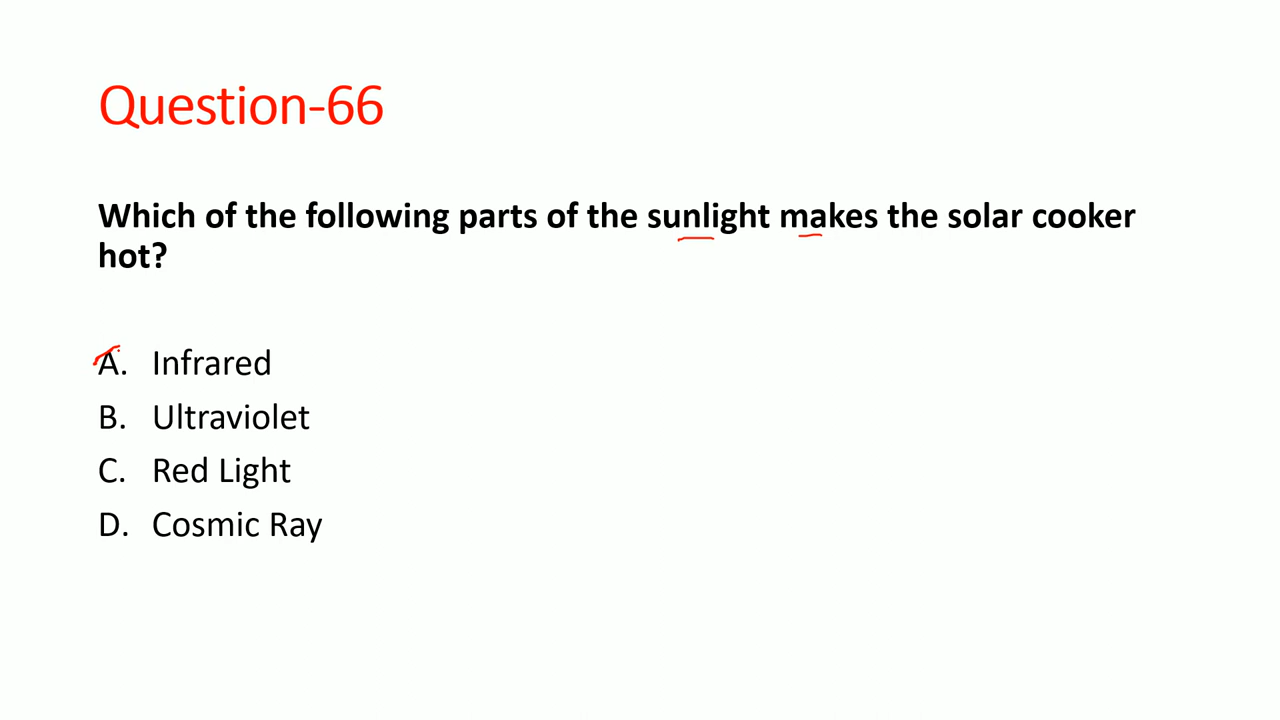 Question-66
Which of the following parts of the sunlight makes the solar cooker
hot?
A. Infrared
B. Ultraviolet
C. Red Light
D. Cosmic Ray